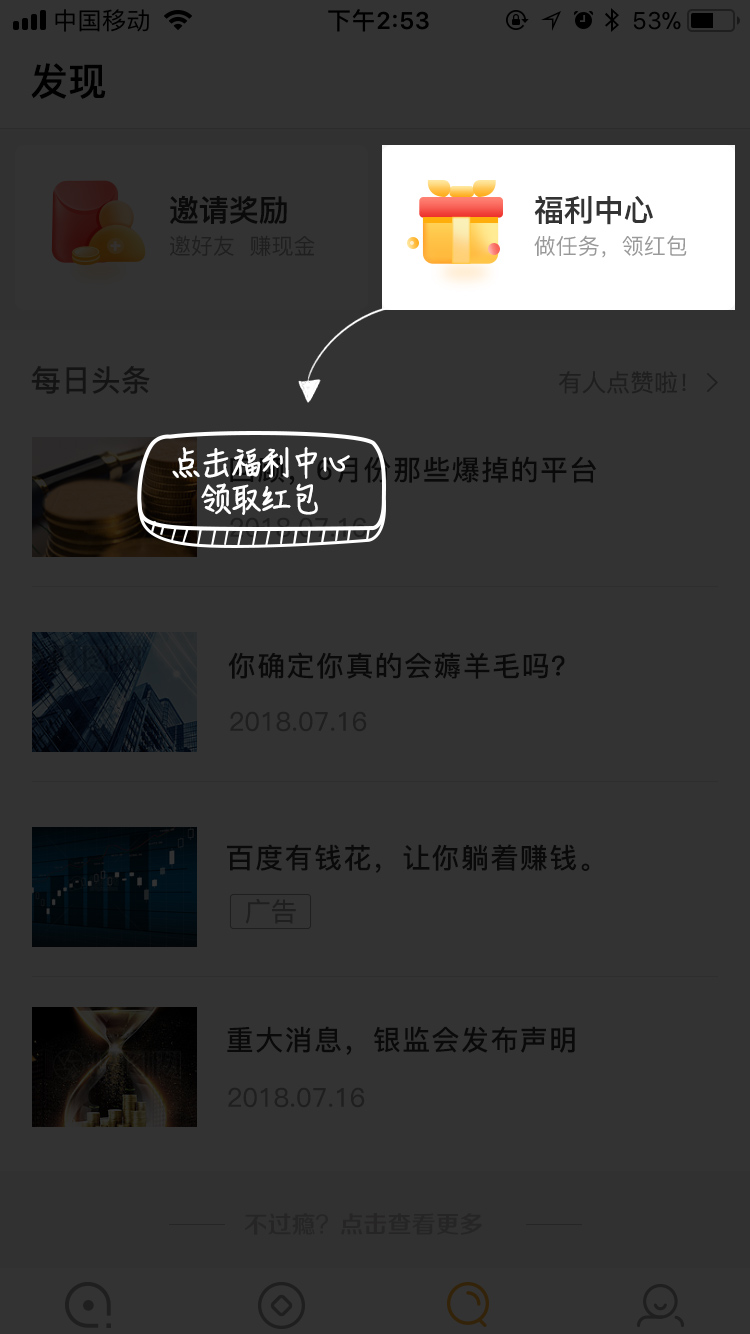 中国移动
下午2:53
53%
发现
邀请奖励
邀好友 赚现金
福利中心
做任务，领红包
每日头条
有人点赞啦！
点击福利中心
领取红包
回顾，6月份那些爆掉的平台
2018.07.16
你确定你真的会薅羊毛吗?
2018.07.16
百度有钱花，让你躺着赚钱。
广告
重大消息，银监会发布声明
2018.07.16
不过瘾？点击查看更多